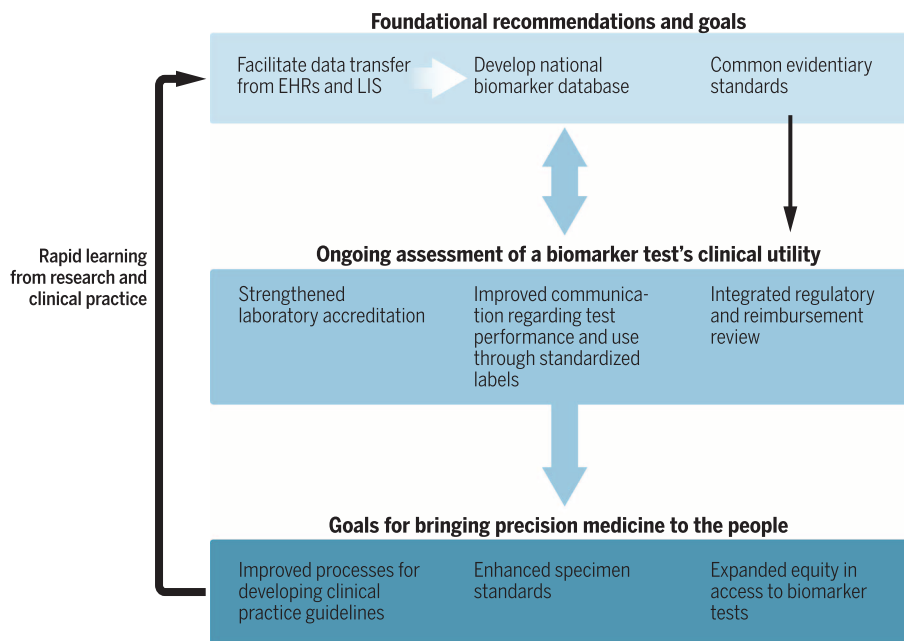 Foundational recommendations and goals
Facilitate data transfer
from EHRs and LIS
Develop national
biomarker database
Common evidentiary
standards
Rapid learning
from research and
clinical practice
Ongoing assessment of a biomarker test's clinical utility
Strengthened
laboratory accreditation
Improved communica-
tion regarding test
performance and use
through standardized
labels
Integrated regulatory
and reimbursement
review
Goals for bringing precision medicine to the people
Improved processes for
developing clinical
practice guidelines
Enhanced specimen
standards
Expanded equity in
access to biomarker
tests